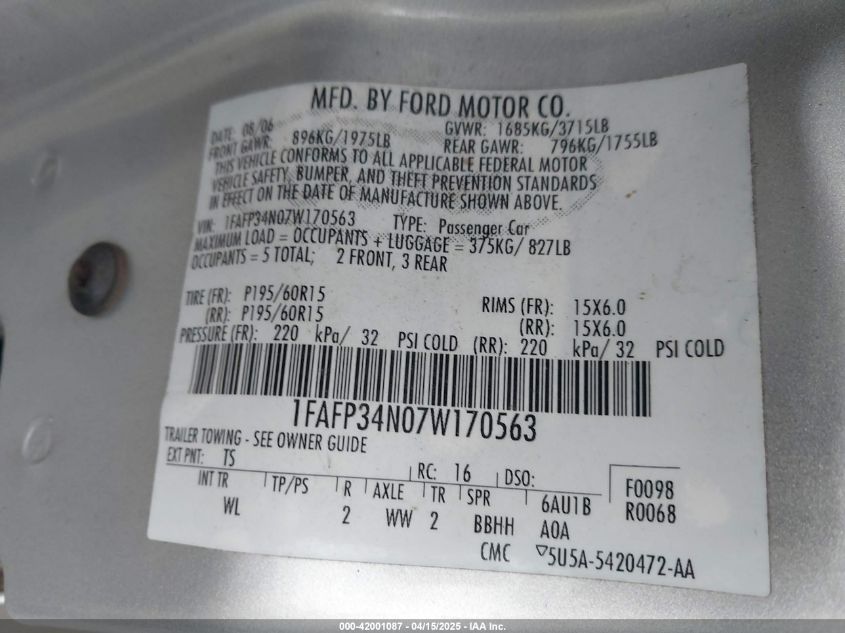 MFD. BY FORD MOTOR CO.
DATE: 08/06 GVWR: 1685KG/3715LB
FRONT GAWR: 896KG/1975LB REAR GAWR: 796KG/1755LB
THIS VEHICLE CONFORMS TO ALL APPLICABLE FEDERAL MOTOR
VEHICLE SAFETY, BUMPER, AND THEFT PREVENTION STANDARDS
IN EFFECT ON THE DATE OF MANUFACTURE SHOWN ABOVE.
VIN: 1FAFP34N07W170563 TYPE: Passenger Car
MAXIMUM LOAD = OCCUPANTS + LUGGAGE = 375KG/ 827LB
OCCUPANTS = 5 TOTAL; 2 FRONT, 3 REAR
TIRE (FR): P195/60R15 RIMS (FR): 15X6.0
(RR): P195/60R15 (RR): 15X6.0
PRESSURE (FR): 220 kPa/ 32 PSI COLD (RR): 220 kPa/ 32 PSI COLD
1FAFP34N07W170563
TRAILER TOWING - SEE OWNER GUIDE
EXT PNT: TS RC: 16 DSO: F0098
INT TR TP/PS R AXLE TR SPR 6AU1B R0068
WL 2 WW 2 BBHH A0A
CMC 5U5A-5420472-AA
000-42001087 - 04/15/2025 - IAA Inc.